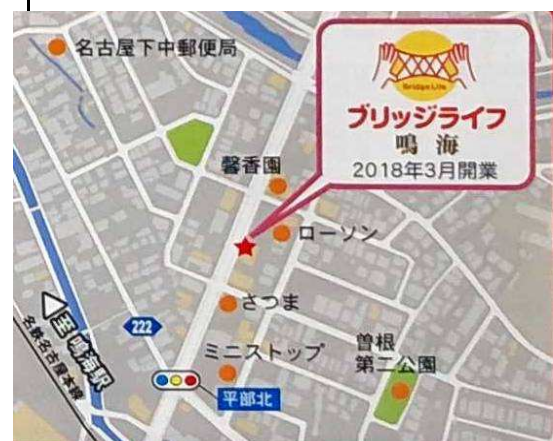 名古屋下中郵便局
Bridge Life
ブリッジライフ
鳴海
2018年3月開業
馨香園
ローソン
さつま
222
至 鳴海駅
名鉄名古屋本線
ミニストップ
平部北
曽根
第二公園